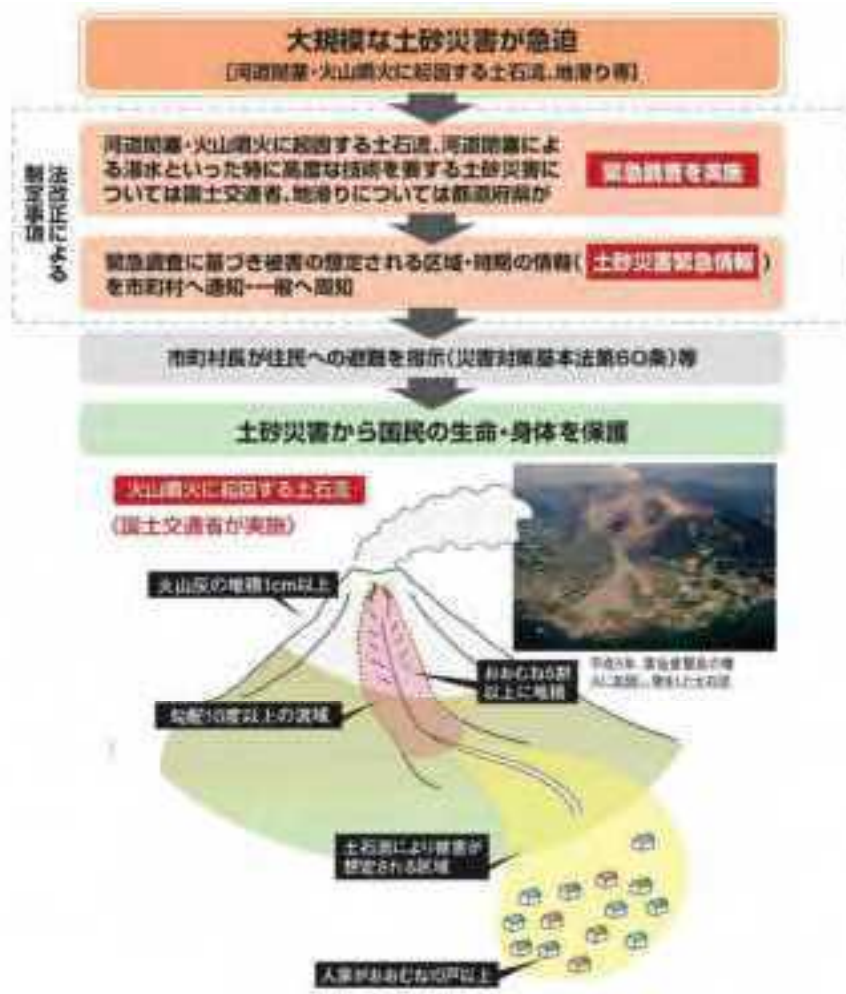 大規模な土砂災害が急迫
[河道閉塞・火山噴火に起因する土石流、地滑り等]
法改正による
制定事項
河道閉塞・火山噴火に起因する土石流、河道閉塞によ
る湛水といった特に高度な技術を要する土砂災害に
ついては国土交通省、地滑りについては都道府県が
緊急調査を実施
緊急調査に基づき被害の想定される区域・時期の情報(土砂災害緊急情報)
を市町村へ通知・一般へ周知
市町村長が住民への避難を指示(災害対策基本法第60条)等
土砂災害から国民の生命・身体を保護
火山噴火に起因する土石流
(国土交通省が実施)
火山灰の堆積1cm以上
おおむね5割
以上に堆積
勾配10度以上の流域
土石流により被害が
想定される区域
人家がおおむね10戸以上